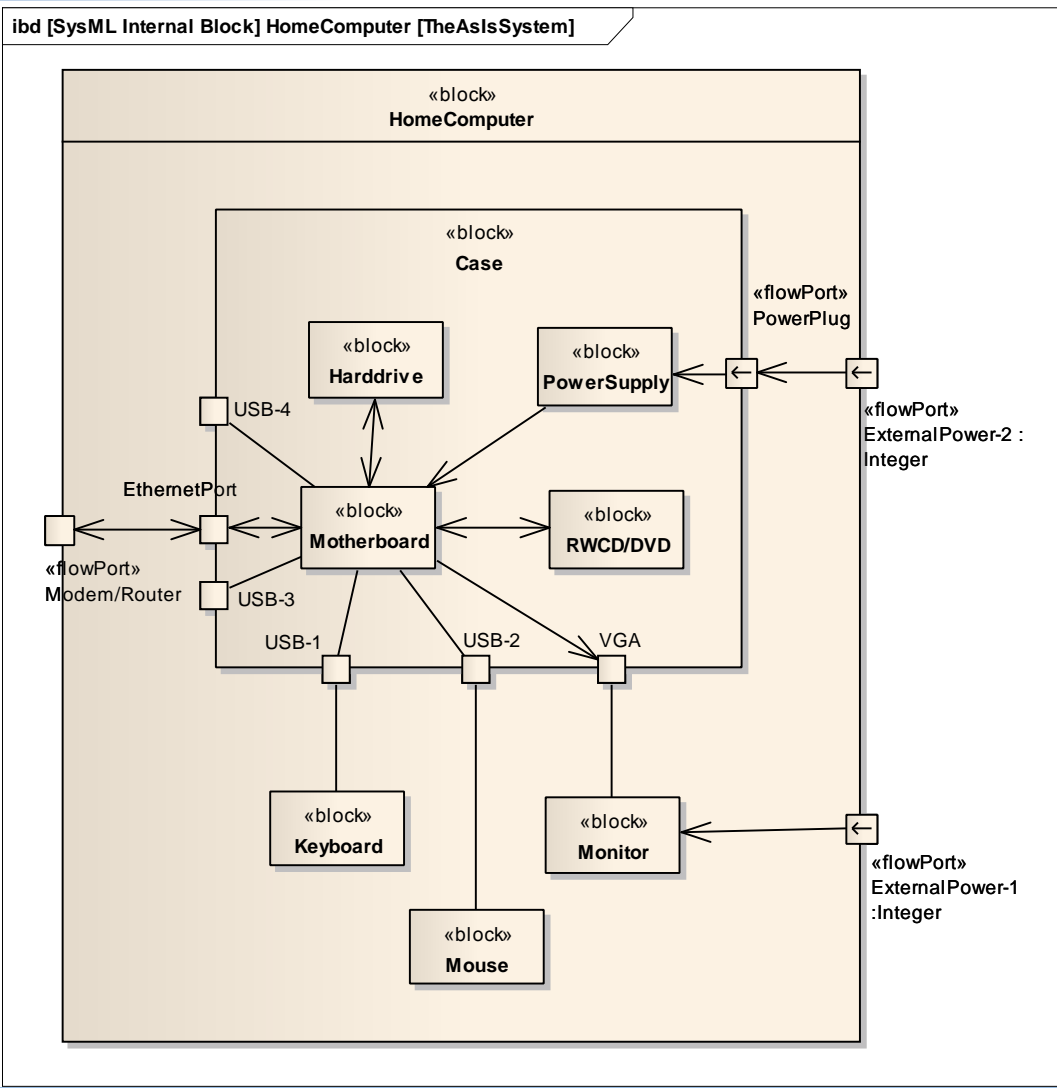 ibd [SysML Internal Block] HomeComputer [TheAsIsSystem]
«block»
HomeComputer
«block»
Case
«flowPort»
PowerPlug
«block»
Harddrive
«block»
PowerSupply
USB-4
«flowPort»
ExternalPower-2 :
Integer
EthernetPort
«block»
Motherboard
«block»
RWCD/DVD
«flowPort»
Modem/Router
USB-3
USB-1
USB-2
VGA
«block»
Keyboard
«block»
Monitor
«flowPort»
ExternalPower-1
:Integer
«block»
Mouse